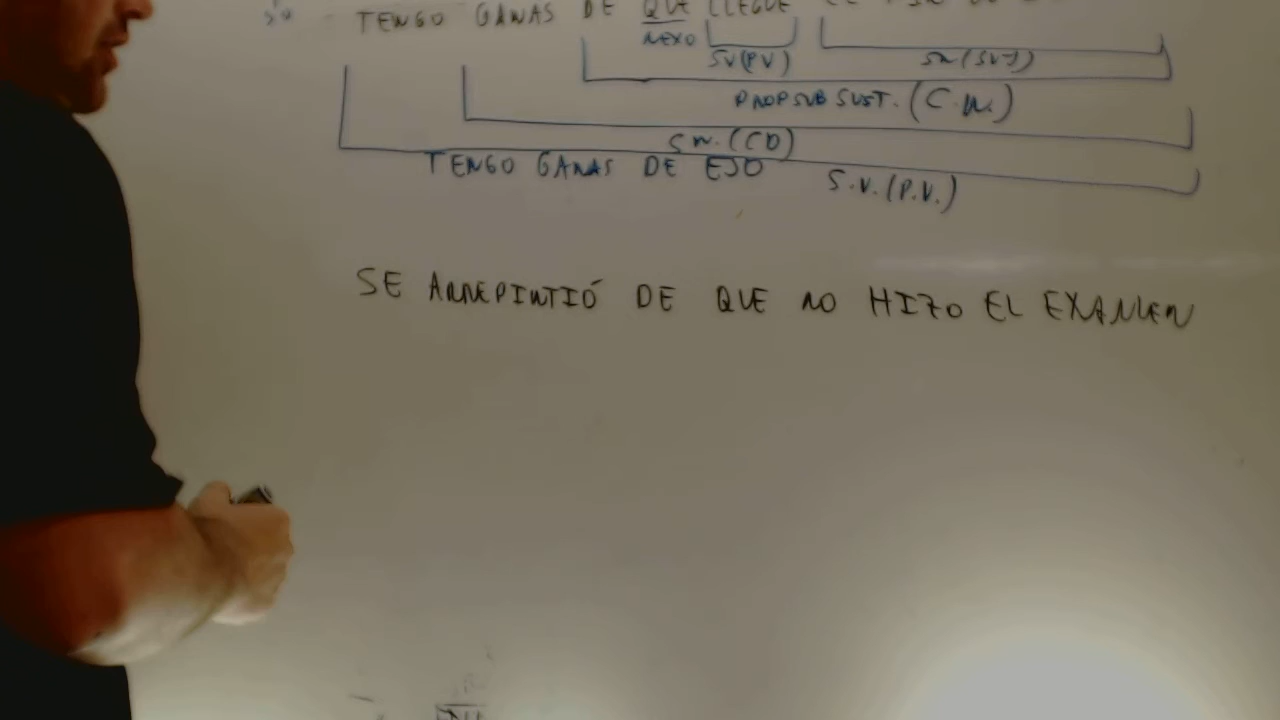 TENGO GANAS DE QUE LLEGUE
NEXO
SV(PV) SN(SUJ)
PROP SUB SUST. (C.N.)
SN. (CD)
TENGO GANAS DE ESO
S.V. (P.V.)
SE ARREPINTIÓ DE QUE NO HIZO EL EXAMEN